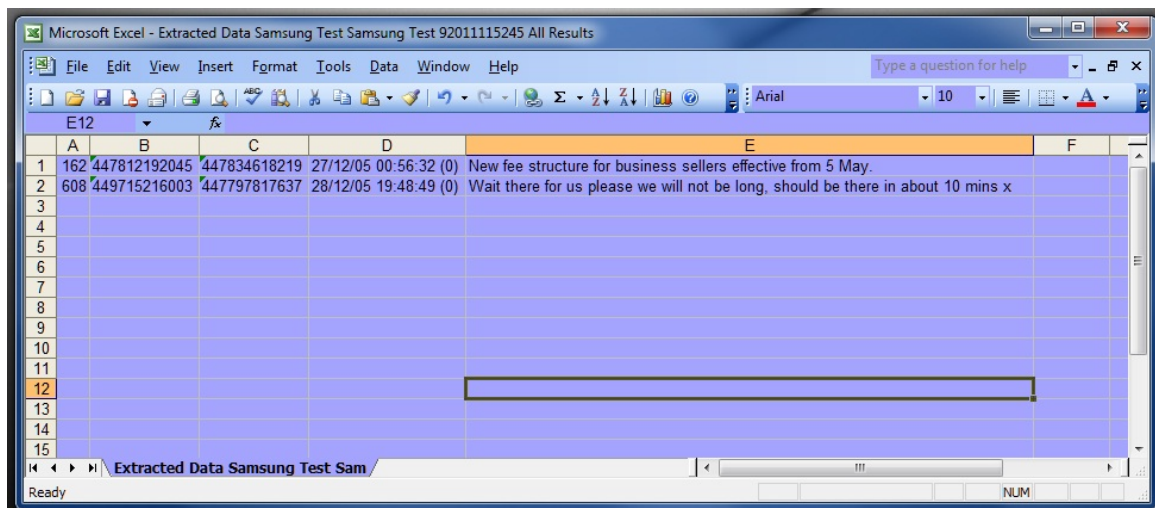 Microsoft Excel - Extracted Data Samsung Test Samsung Test 92011115245 All Results
File Edit View Insert Format Tools Data Window Help Type a question for help
ABC Σ A Z Z A Arial 10 A
E12 fx
A B C D E F
1 162 447812192045 447834618219 27/12/05 00:56:32 (0) New fee structure for business sellers effective from 5 May.
2 608 449715216003 447797817637 28/12/05 19:48:49 (0) Wait there for us please we will not be long, should be there in about 10 mins x
3
4
5
6
7
8
9
10
11
12
13
14
15
Extracted Data Samsung Test Sam
Ready NUM